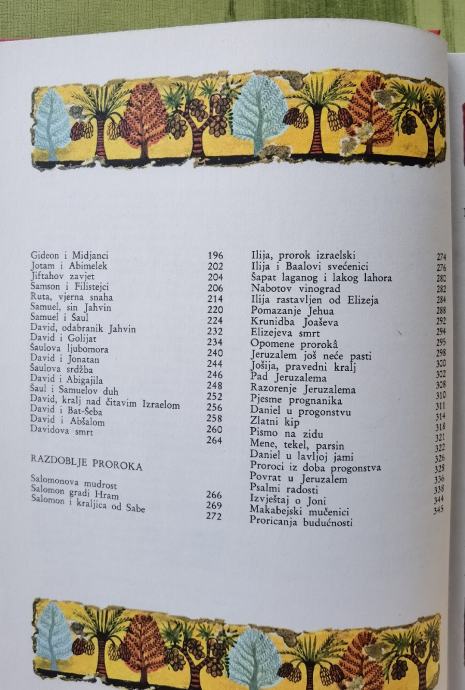 Gideon i Midjanci 196
Jotam i Abimelek 202
Jiftahov zavjet 204
Samson i Filistejci 206
Ruta, vjerna snaha 214
Samuel, sin Jahvin 220
Samuel i Šaul 224
David, odabranik Jahvin 232
David i Golijat 234
Šaulova ljubomora 240
David i Jonatan 244
Šaulova srdžba 246
David i Abigajila 248
Šaul i Samuelov duh 252
David, kralj nad čitavim Izraelom 256
David i Bat-Šeba 258
David i Abšalom 260
Davidova smrt 264
RAZDOBLJE PROROKA
Salomonova mudrost 266
Salomon gradi Hram 269
Salomon i kraljica od Sabe 272
Ilija, prorok izraelski 274
Ilija i Baalovi svećenici 276
Šapat laganog i lakog lahora 280
Nabotov vinograd 282
Ilija rastavljen od Elizeja 284
Pomazanje Jehua 288
Krunidba Joaševa 292
Elizejeva smrt 294
Opomene prorokâ 295
Jeruzalem još neće pasti 298
Jošija, pravedni kralj 300
Pad Jeruzalema 302
Razorenje Jeruzalema 308
Pjesme prognanika 310
Daniel u progonstvu 311
Zlatni kip 314
Pismo na zidu 318
Mene, tekel, parsin 321
Daniel u lavljoj jami 322
Proroci iz doba progonstva 326
Povrat u Jeruzalem 328
Psalmi radosti 336
Izvještaj o Joni 338
Makabejski mučenici 344
Proricanja budućnosti 345